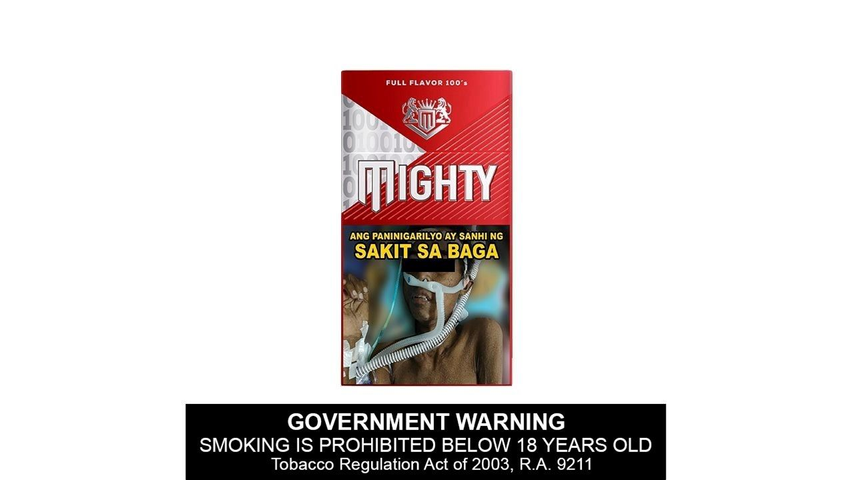 FULL FLAVOR 100's
MIGHTY
ANG PANINIGARILYO AY SANHI NG
SAKIT SA BAGA
GOVERNMENT WARNING
SMOKING IS PROHIBITED BELOW 18 YEARS OLD
Tobacco Regulation Act of 2003, R.A. 9211